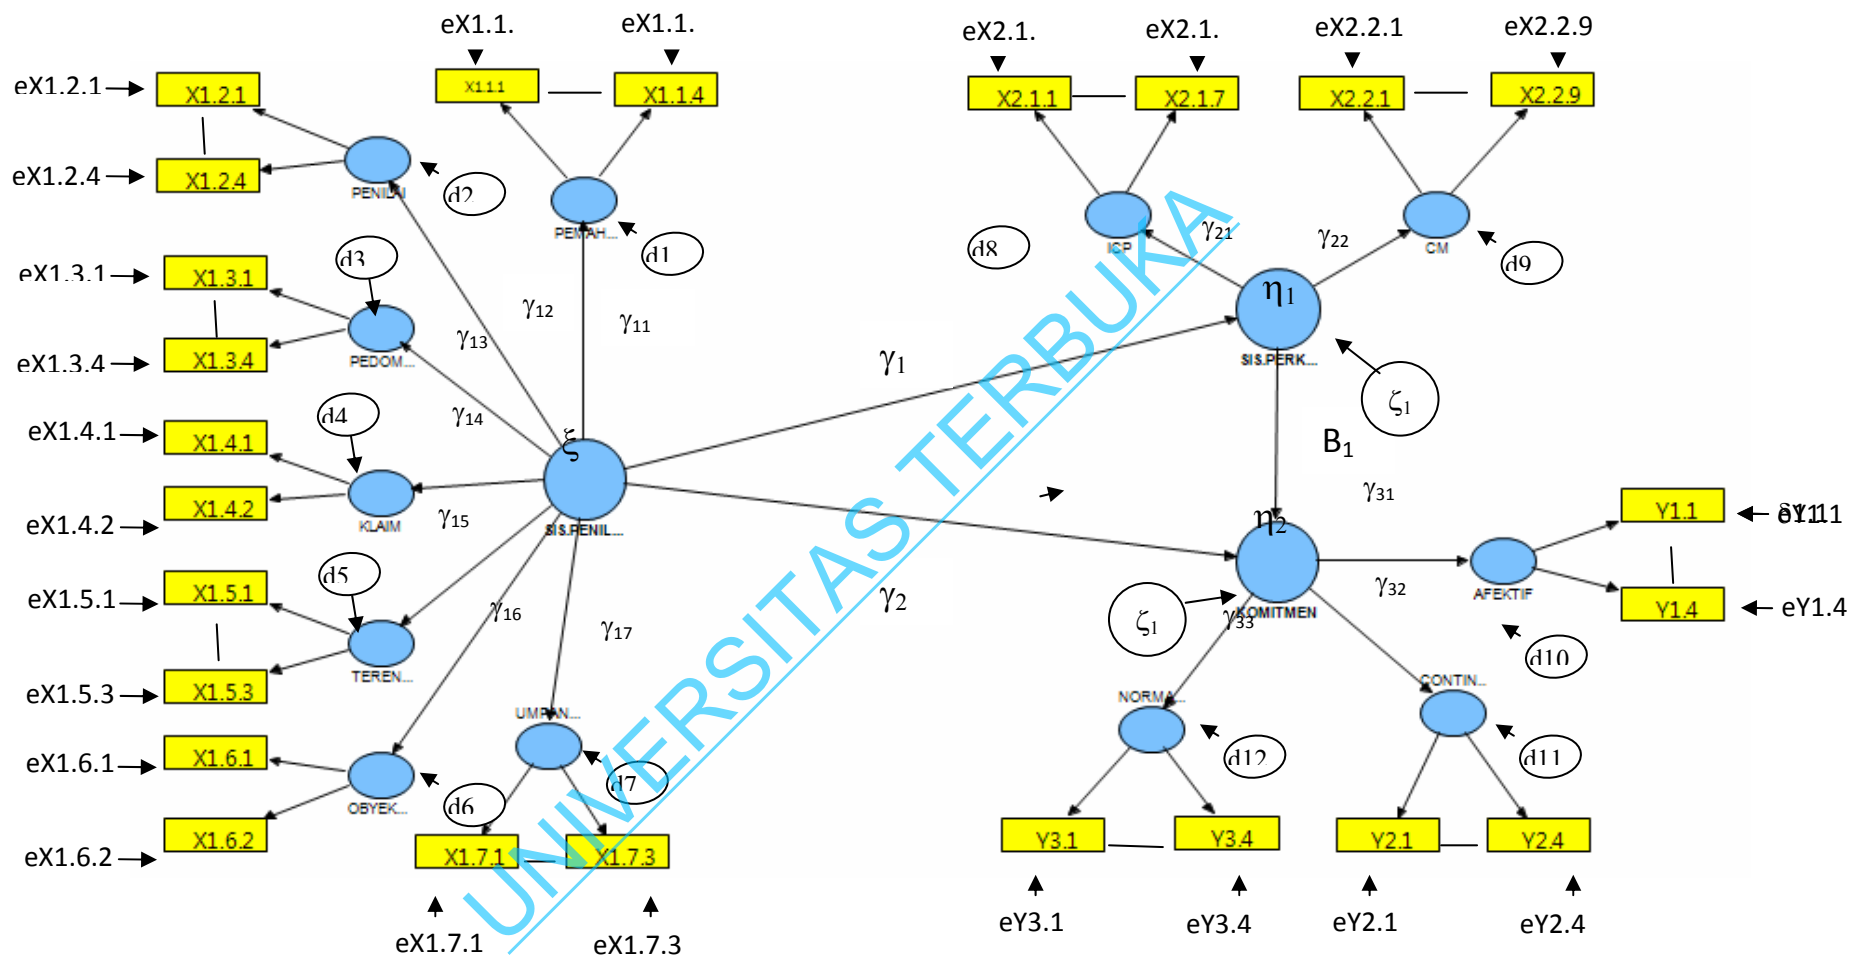 eX1.1.
eX1.1.
eX2.1.
eX2.1.
eX2.2.1
eX2.2.9
eX1.2.1
X1.2.1
X1.1.1
X1.1.4
X2.1.1
X2.1.7
X2.2.1
X2.2.9
eX1.2.4
X1.2.4
PENILAI
d2
PEMAH...
d1
d8
ICP
γ21
γ22
CM
d9
eX1.3.1
X1.3.1
d3
γ12
γ11
η1
eX1.3.4
X1.3.4
PEDOM...
γ13
γ1
SIS.PERK...
ζ1
eX1.4.1
X1.4.1
d4
γ14
ξ
B1
eX1.4.2
X1.4.2
KLAIM
γ15
SIS.PENIL...
γ31
η2
Y1.1
eX1.5.1
X1.5.1
d5
γ16
γ17
γ2
ζ1
KOMITMEN
γ33
γ32
AFEKTIF
Y1.4
eY1.4
eX1.5.3
X1.5.3
TEREN...
d10
eX1.6.1
X1.6.1
UMPAN...
NORMA...
CONTIN...
d12
d11
eX1.6.2
X1.6.2
OBYEK...
d6
d7
X1.7.1
X1.7.3
Y3.1
Y3.4
Y2.1
Y2.4
eX1.7.1
eX1.7.3
eY3.1
eY3.4
eY2.1
eY2.4
UNIVERSITAS TERBUKA